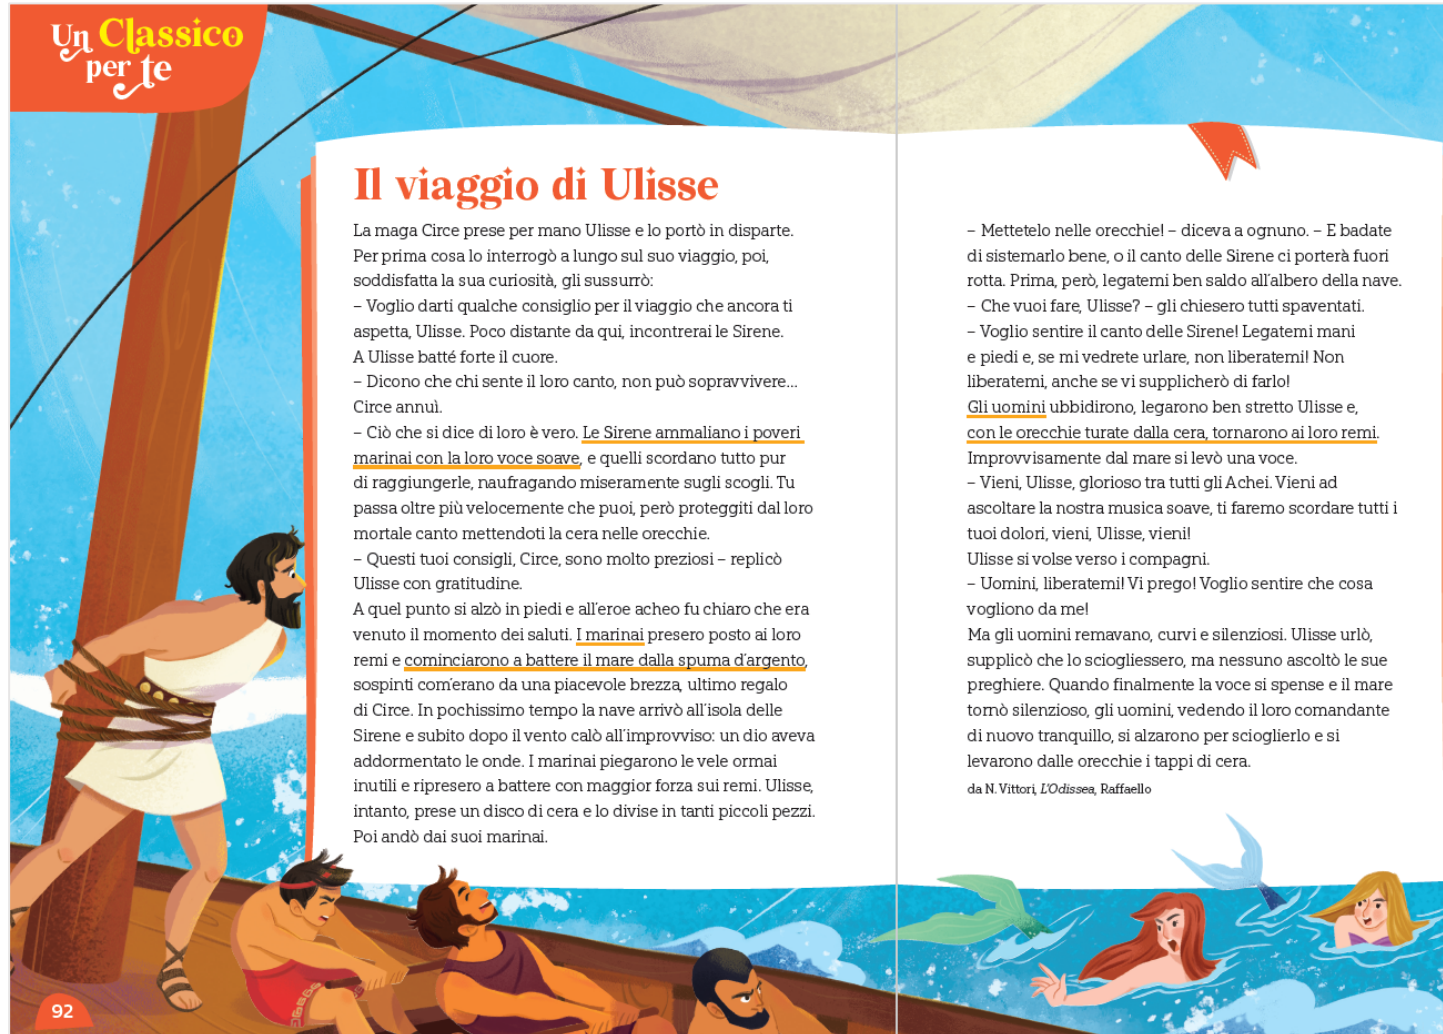 Un Classico
per te
Il viaggio di Ulisse
La maga Circe prese per mano Ulisse e lo portò in disparte.
Per prima cosa lo interrogò a lungo sul suo viaggio, poi,
soddisfatta la sua curiosità, gli sussurrò:
– Voglio darti qualche consiglio per il viaggio che ancora ti
aspetta, Ulisse. Poco distante da qui, incontrerai le Sirene.
A Ulisse batté forte il cuore.
– Dicono che chi sente il loro canto, non può sopravvivere...
Circe annuì.
– Ciò che si dice di loro è vero. Le Sirene ammaliano i poveri
marinai con la loro voce soave, e quelli scordano tutto pur
di raggiungerle, naufragando miseramente sugli scogli. Tu
passa oltre più velocemente che puoi, però proteggiti dal loro
mortale canto mettendoti la cera nelle orecchie.
– Questi tuoi consigli, Circe, sono molto preziosi – replicò
Ulisse con gratitudine.
A quel punto si alzò in piedi e all'eroe acheo fu chiaro che era
venuto il momento dei saluti. I marinai presero posto ai loro
remi e cominciarono a battere il mare dalla spuma d'argento,
sospinti com'erano da una piacevole brezza, ultimo regalo
di Circe. In pochissimo tempo la nave arrivò all'isola delle
Sirene e subito dopo il vento calò all'improvviso: un dio aveva
addormentato le onde. I marinai piegarono le vele ormai
inutili e ripresero a battere con maggior forza sui remi. Ulisse,
intanto, prese un disco di cera e lo divise in tanti piccoli pezzi.
Poi andò dai suoi marinai.
92
– Mettetelo nelle orecchie! – diceva a ognuno. – E badate
di sistemarlo bene, o il canto delle Sirene ci porterà fuori
rotta. Prima, però, legatemi ben saldo all'albero della nave.
– Che vuoi fare, Ulisse? – gli chiesero tutti spaventati.
– Voglio sentire il canto delle Sirene! Legatemi mani
e piedi e, se mi vedrete urlare, non liberatemi! Non
liberatemi, anche se vi supplicherò di farlo!
Gli uomini ubbidirono, legarono ben stretto Ulisse e,
con le orecchie turate dalla cera, tornarono ai loro remi.
Improvvisamente dal mare si levò una voce.
– Vieni, Ulisse, glorioso tra tutti gli Achei. Vieni ad
ascoltare la nostra musica soave, ti faremo scordare tutti i
tuoi dolori, vieni, Ulisse, vieni!
Ulisse si volse verso i compagni.
– Uomini, liberatemi! Vi prego! Voglio sentire che cosa
vogliono da me!
Ma gli uomini remavano, curvi e silenziosi. Ulisse urlò,
supplicò che lo sciogliessero, ma nessuno ascoltò le sue
preghiere. Quando finalmente la voce si spense e il mare
tornò silenzioso, gli uomini, vedendo il loro comandante
di nuovo tranquillo, si alzarono per scioglierlo e si
levarono dalle orecchie i tappi di cera.
da N. Vittori, L'Odissea, Raffaello